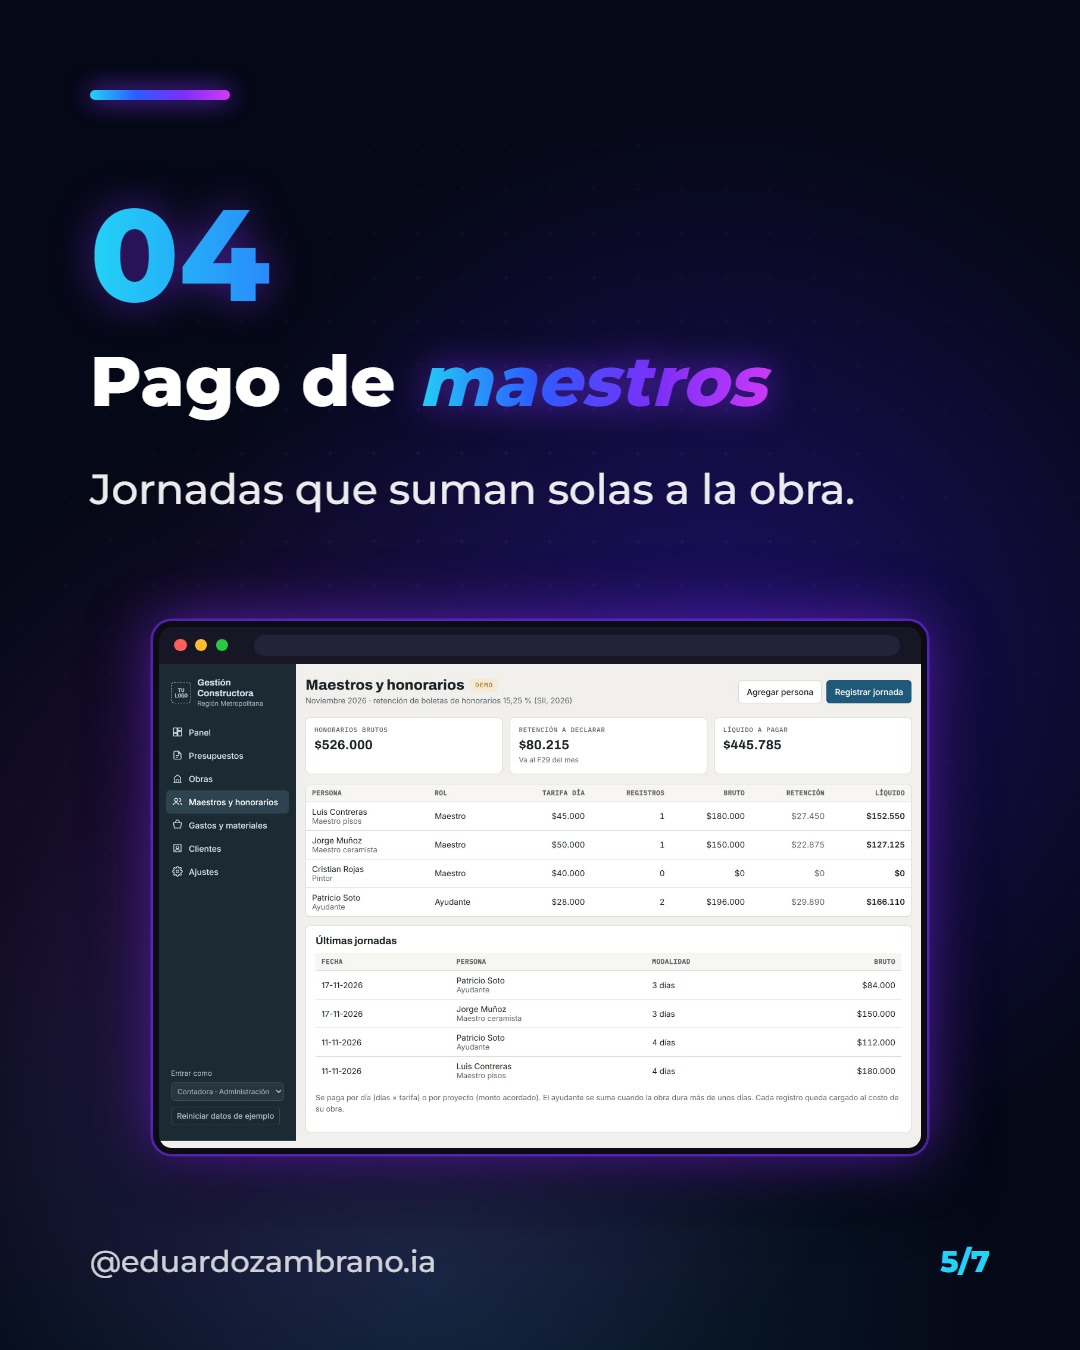 04
Pago de maestros
Jornadas que suman solas a la obra.
TU
LOGO
Gestión
Constructora
Región Metropolitana
Panel
Presupuestos
Obras
Maestros y honorarios
Gastos y materiales
Clientes
Ajustes
Entrar como
Contadora · Administración
Reiniciar datos de ejemplo
Maestros y honorarios DEMO
Noviembre 2026 · retención de boletas de honorarios 15,25 % (SII, 2026)
Agregar persona Registrar jornada
HONORARIOS BRUTOS
$526.000
RETENCIÓN A DECLARAR
$80.215
Va al F29 del mes
LÍQUIDO A PAGAR
$445.785
PERSONA ROL TARIFA DÍA REGISTROS BRUTO RETENCIÓN LÍQUIDO
Luis Contreras Maestro $45.000 1 $180.000 $27.450 $152.550
Maestro pisos
Jorge Muñoz Maestro $50.000 1 $150.000 $22.875 $127.125
Maestro ceramista
Cristian Rojas Maestro $40.000 0 $0 $0 $0
Pintor
Patricio Soto Ayudante $28.000 2 $196.000 $29.890 $166.110
Ayudante
Últimas jornadas
FECHA PERSONA MODALIDAD BRUTO
17-11-2026 Patricio Soto 3 días $84.000
Ayudante
17-11-2026 Jorge Muñoz 3 días $150.000
Maestro ceramista
11-11-2026 Patricio Soto 4 días $112.000
Ayudante
11-11-2026 Luis Contreras 4 días $180.000
Maestro pisos
Se paga por día (días × tarifa) o por proyecto (monto acordado). El ayudante se suma cuando la obra dura más de unos días. Cada registro queda cargado al costo de
su obra.
@eduardozambrano.ia
5/7